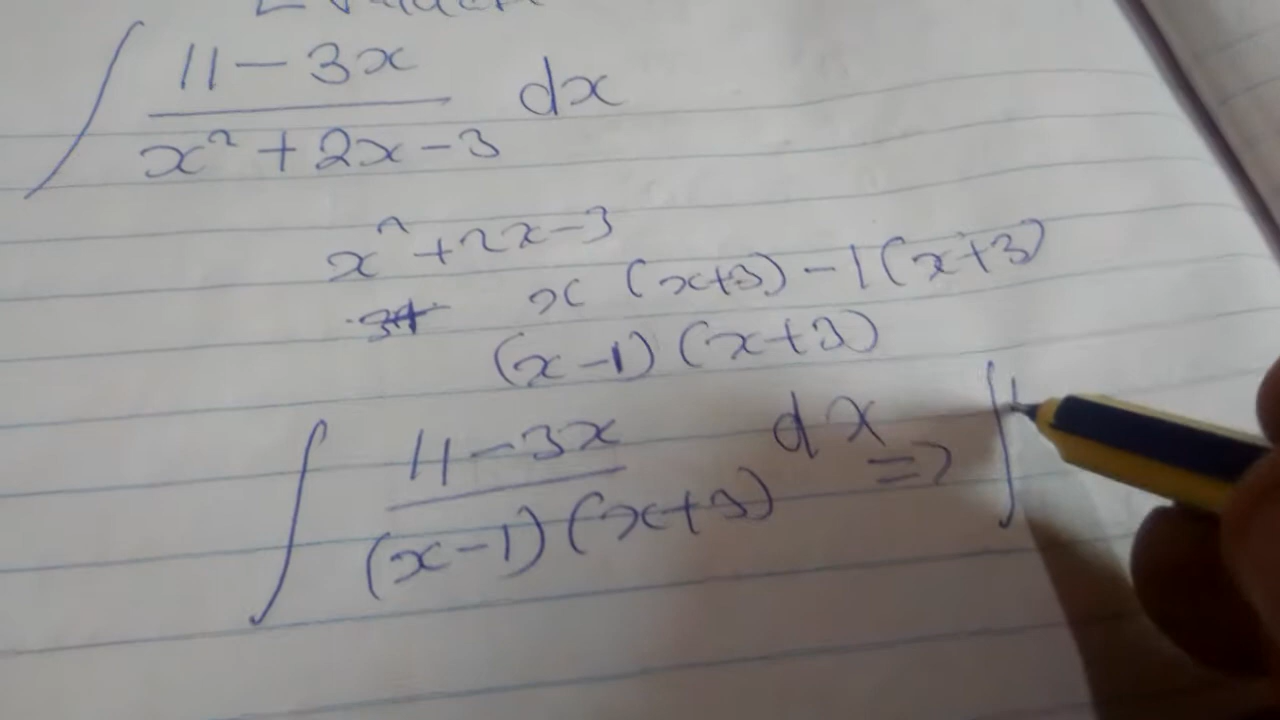 ∫ (11 - 3x)/(x² + 2x - 3) dx
x² + 2x - 3
x (x+3) - 1 (x+3)
(x-1) (x+3)
∫ (11 - 3x)/((x-1)(x+3)) dx => ∫